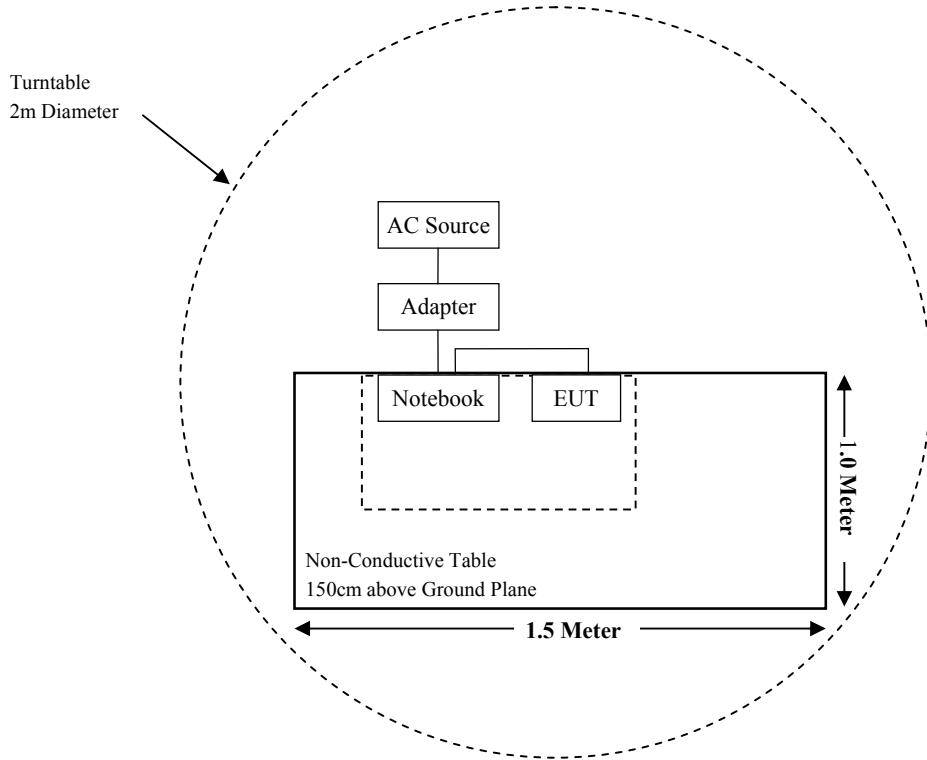 Turntable
2m Diameter
AC Source
Adapter
Notebook
EUT
1.0 Meter
Non-Conductive Table
150cm above Ground Plane
1.5 Meter